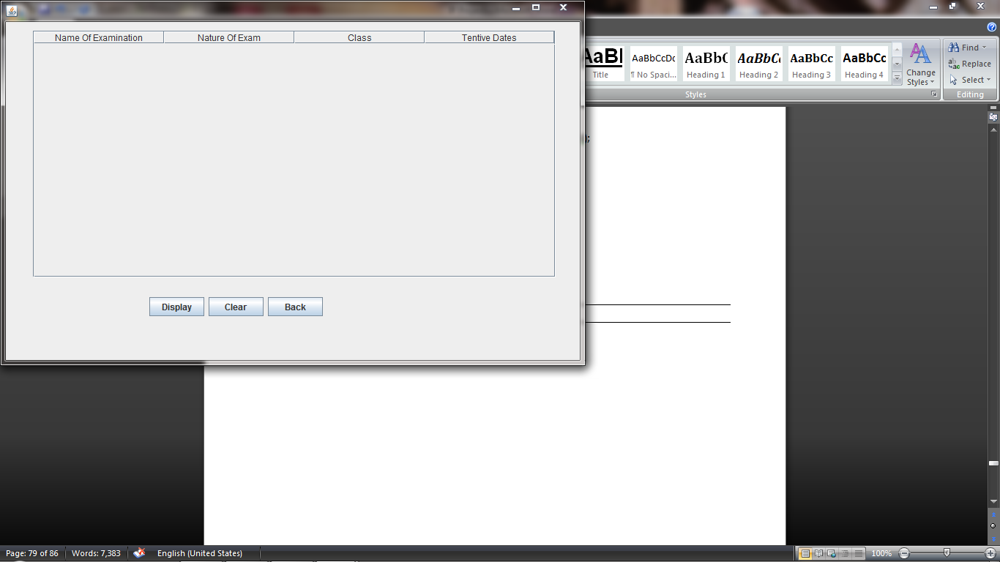 Name Of Examination Nature Of Exam Class Tentive Dates
Display Clear Back
AaBl AaBbCcDc AaBbC AaBbCc AaBbCc AaBbCc
Title ¶ No Spaci... Heading 1 Heading 2 Heading 3 Heading 4
Change
Styles
Find
Replace
Select
Styles Editing
);
Page: 79 of 86 Words: 7,383 English (United States) 100%